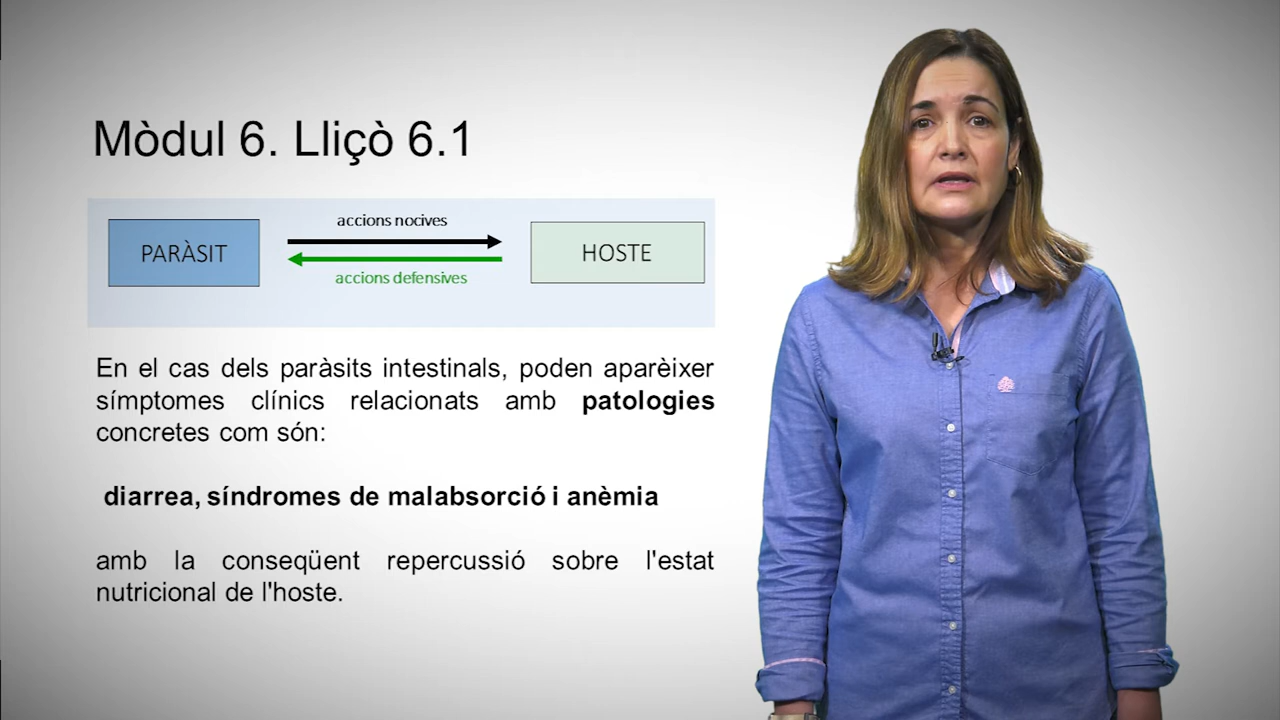 Mòdul 6. Lliçò 6.1
accions nocives
PARÀSIT
HOSTE
accions defensives
En el cas dels paràsits intestinals, poden aparèixer
símptomes clínics relacionats amb patologies
concretes com són:
diarrea, síndromes de malabsorció i anèmia
amb la conseqüent repercussió sobre l'estat
nutricional de l'hoste.